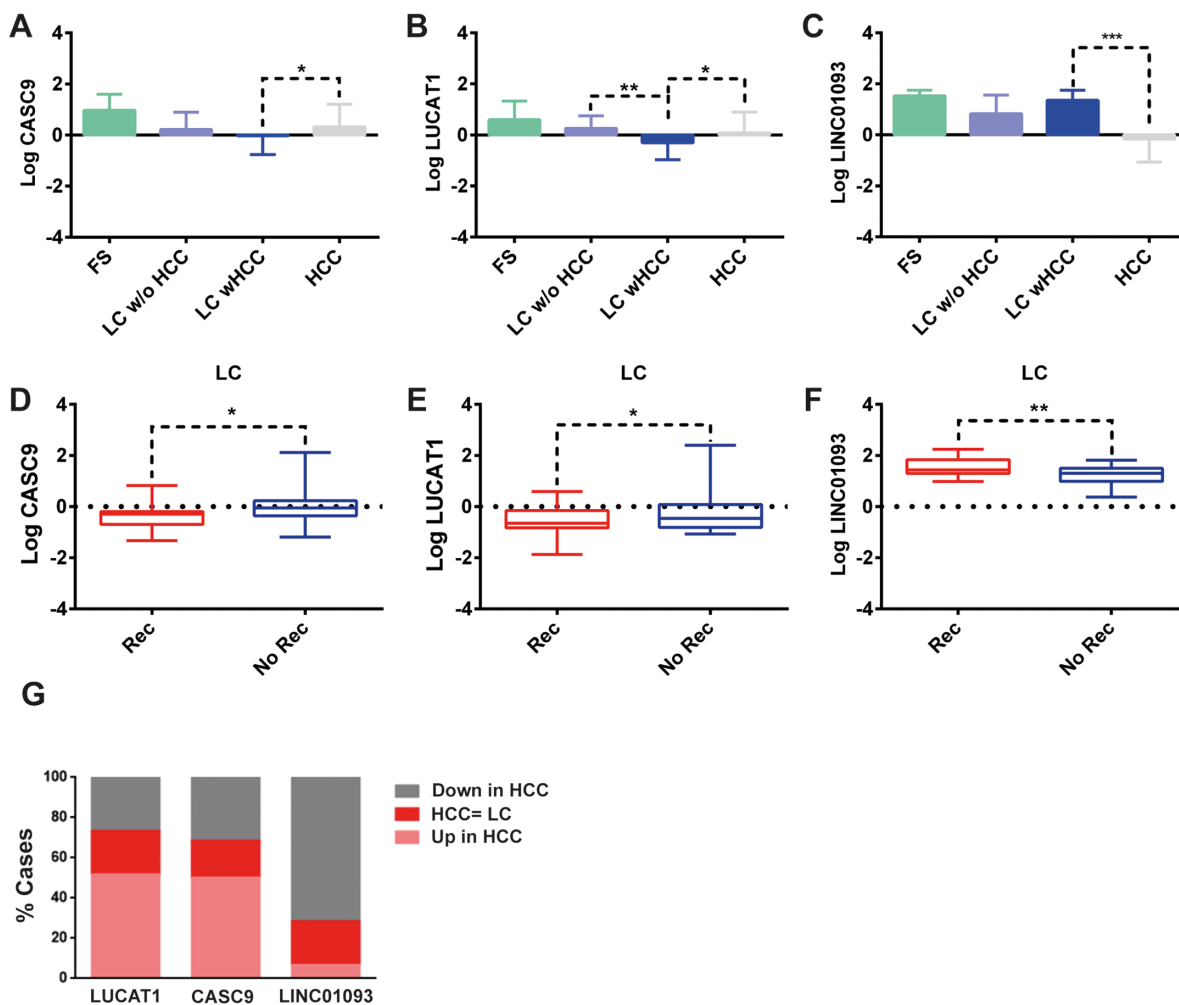 A
B
C
Log CASC9
4
2
0
-2
-4
*
FS
LC w/o HCC
LC wHCC
HCC
Log LUCAT1
4
2
0
-2
-4
**
*
FS
LC w/o HCC
LC wHCC
HCC
Log LINC01093
4
2
0
-2
-4
***
FS
LC w/o HCC
LC wHCC
HCC
D
E
F
LC
Log CASC9
4
2
0
-2
-4
*
Rec
No Rec
LC
Log LUCAT1
4
2
0
-2
-4
*
Rec
No Rec
LC
Log LINC01093
4
2
0
-2
-4
**
Rec
No Rec
G
% Cases
100
80
60
40
20
0
LUCAT1
CASC9
LINC01093
Down in HCC
HCC= LC
Up in HCC